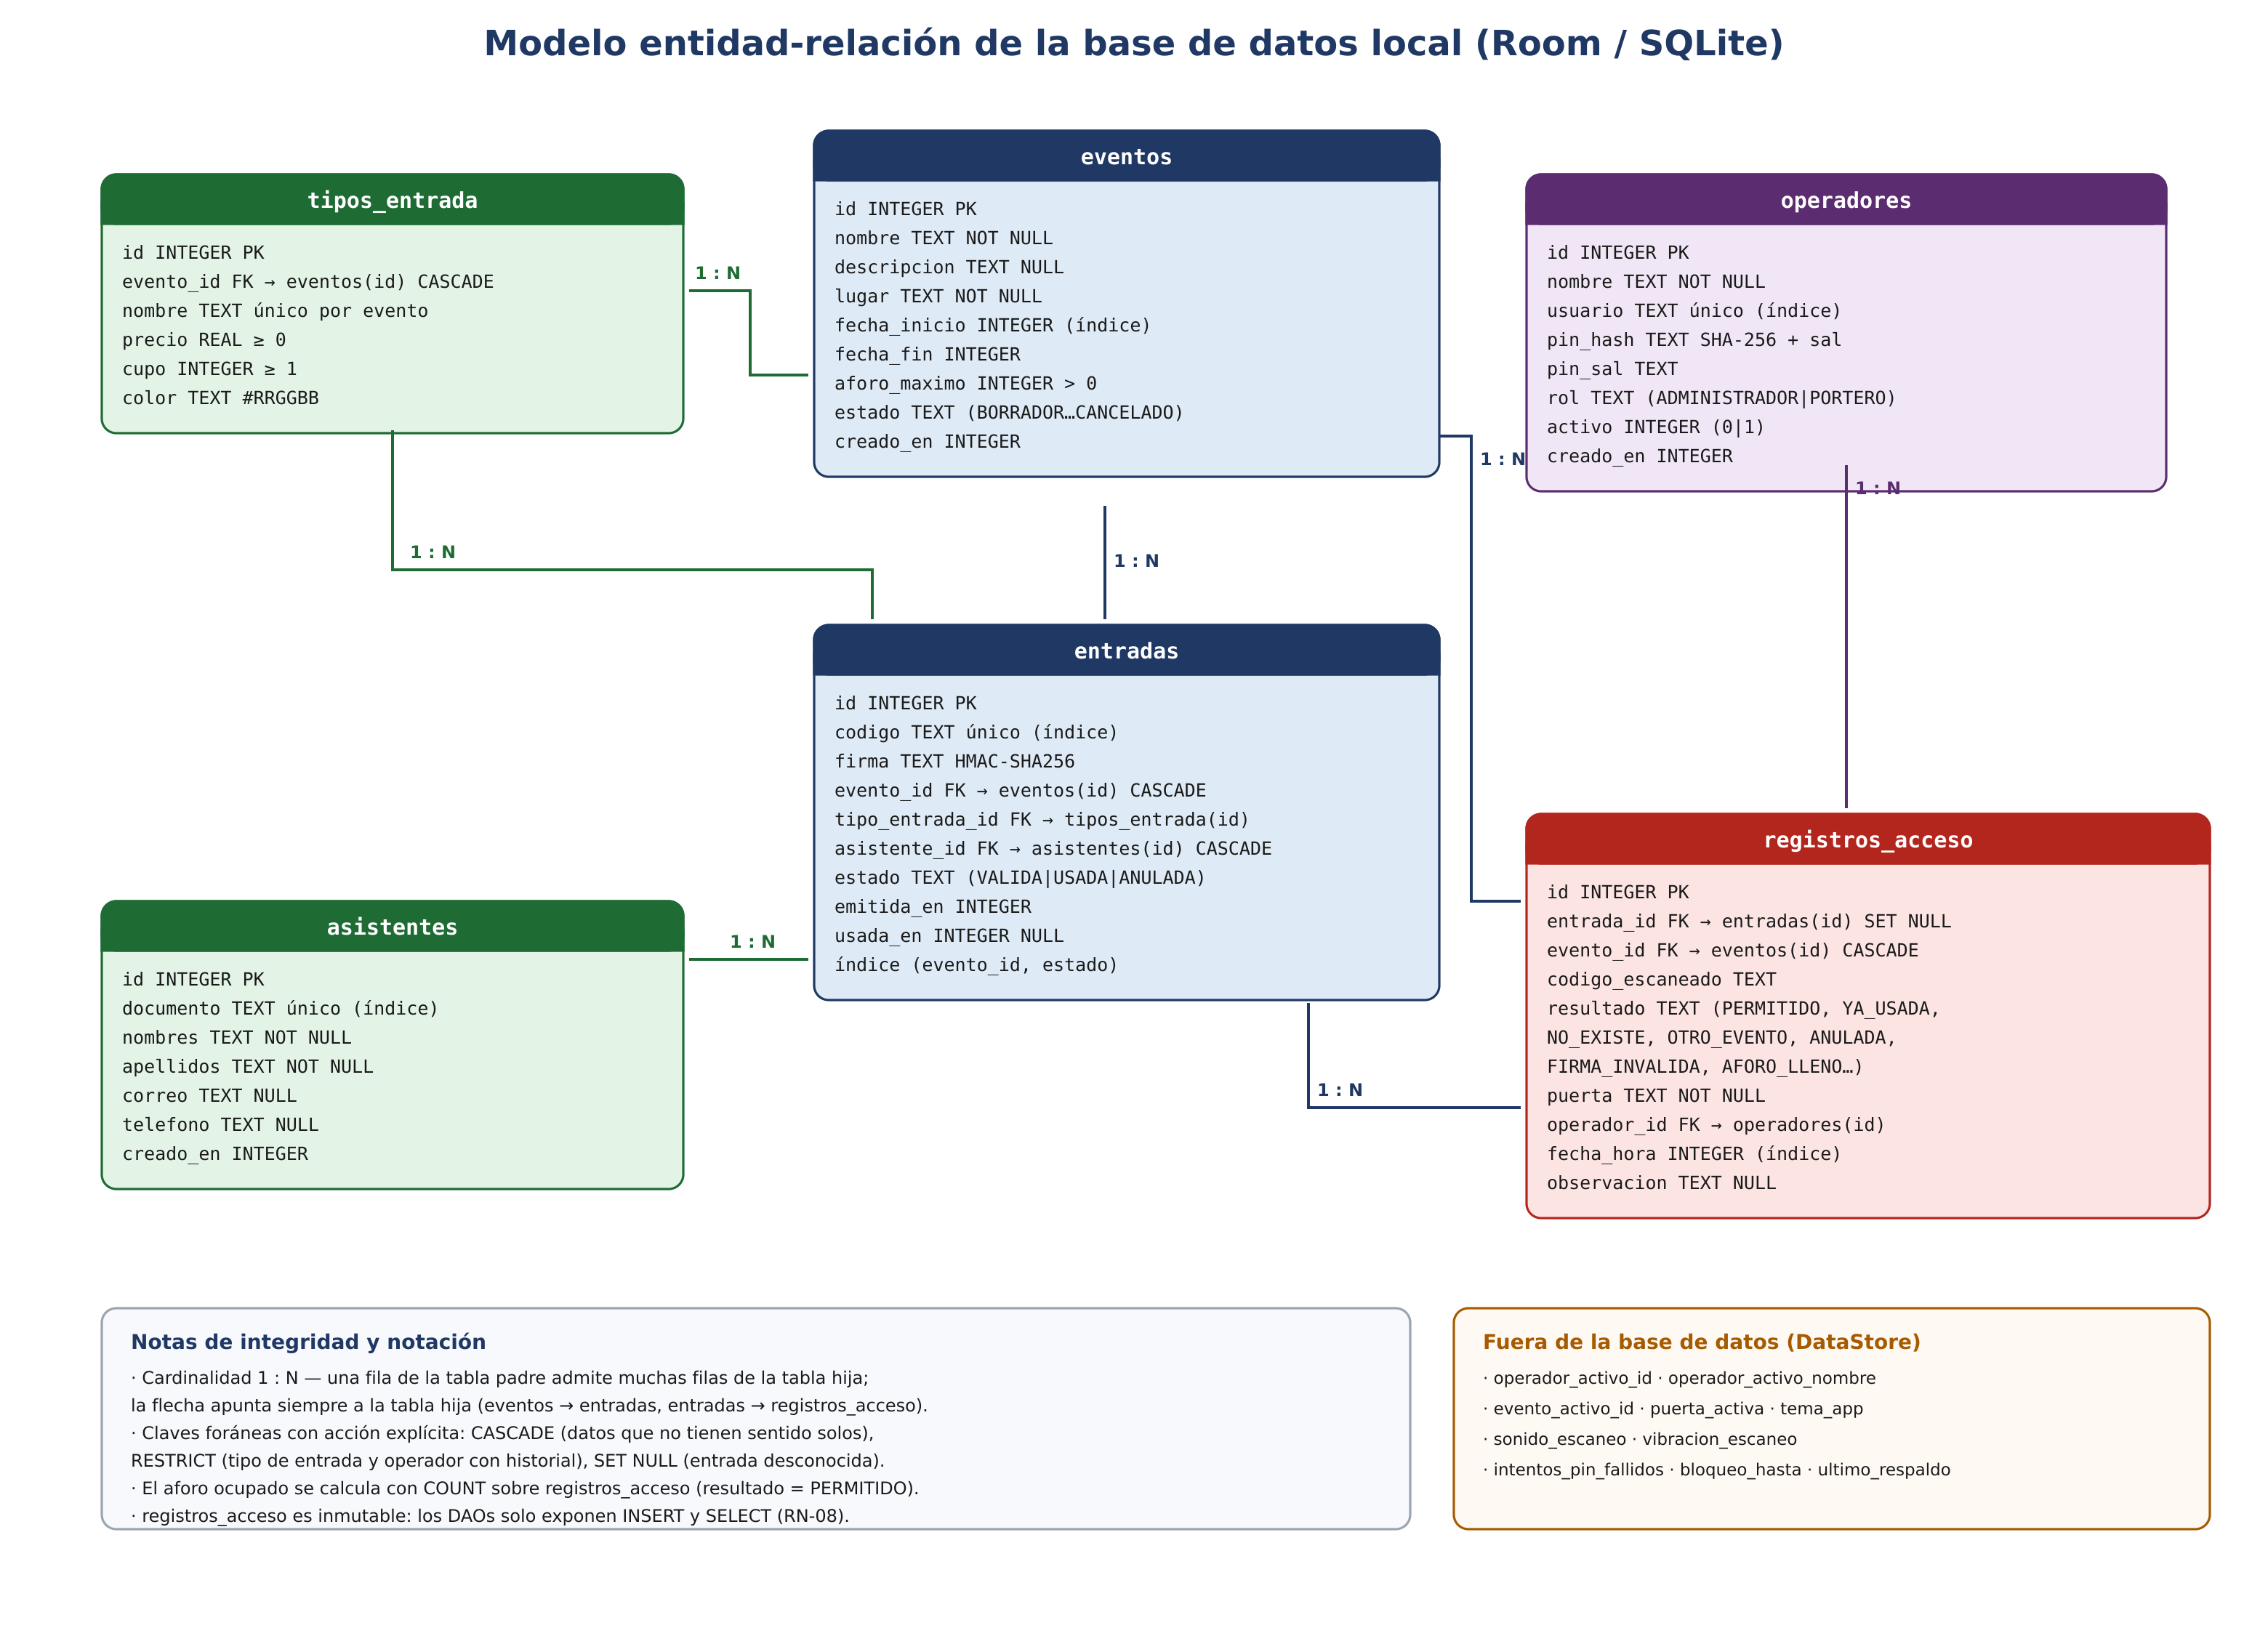 Modelo entidad-relación de la base de datos local (Room / SQLite)
tipos_entrada
id INTEGER PK
evento_id FK → eventos(id) CASCADE
nombre TEXT único por evento
precio REAL ≥ 0
cupo INTEGER ≥ 1
color TEXT #RRGGBB
1 : N
eventos
id INTEGER PK
nombre TEXT NOT NULL
descripcion TEXT NULL
lugar TEXT NOT NULL
fecha_inicio INTEGER (índice)
fecha_fin INTEGER
aforo_maximo INTEGER > 0
estado TEXT (BORRADOR…CANCELADO)
creado_en INTEGER
1 : N
operadores
id INTEGER PK
nombre TEXT NOT NULL
usuario TEXT único (índice)
pin_hash TEXT SHA-256 + sal
pin_sal TEXT
rol TEXT (ADMINISTRADOR|PORTERO)
activo INTEGER (0|1)
creado_en INTEGER
1 : N
1 : N
1 : N
entradas
id INTEGER PK
codigo TEXT único (índice)
firma TEXT HMAC-SHA256
evento_id FK → eventos(id) CASCADE
tipo_entrada_id FK → tipos_entrada(id)
asistente_id FK → asistentes(id) CASCADE
estado TEXT (VALIDA|USADA|ANULADA)
emitida_en INTEGER
usada_en INTEGER NULL
índice (evento_id, estado)
asistentes
id INTEGER PK
documento TEXT único (índice)
nombres TEXT NOT NULL
apellidos TEXT NOT NULL
correo TEXT NULL
telefono TEXT NULL
creado_en INTEGER
1 : N
1 : N
registros_acceso
id INTEGER PK
entrada_id FK → entradas(id) SET NULL
evento_id FK → eventos(id) CASCADE
codigo_escaneado TEXT
resultado TEXT (PERMITIDO, YA_USADA,
NO_EXISTE, OTRO_EVENTO, ANULADA,
FIRMA_INVALIDA, AFORO_LLENO…)
puerta TEXT NOT NULL
operador_id FK → operadores(id)
fecha_hora INTEGER (índice)
observacion TEXT NULL
Notas de integridad y notación
· Cardinalidad 1 : N — una fila de la tabla padre admite muchas filas de la tabla hija;
la flecha apunta siempre a la tabla hija (eventos → entradas, entradas → registros_acceso).
· Claves foráneas con acción explícita: CASCADE (datos que no tienen sentido solos),
RESTRICT (tipo de entrada y operador con historial), SET NULL (entrada desconocida).
· El aforo ocupado se calcula con COUNT sobre registros_acceso (resultado = PERMITIDO).
· registros_acceso es inmutable: los DAOs solo exponen INSERT y SELECT (RN-08).
Fuera de la base de datos (DataStore)
· operador_activo_id · operador_activo_nombre
· evento_activo_id · puerta_activa · tema_app
· sonido_escaneo · vibracion_escaneo
· intentos_pin_fallidos · bloqueo_hasta · ultimo_respaldo